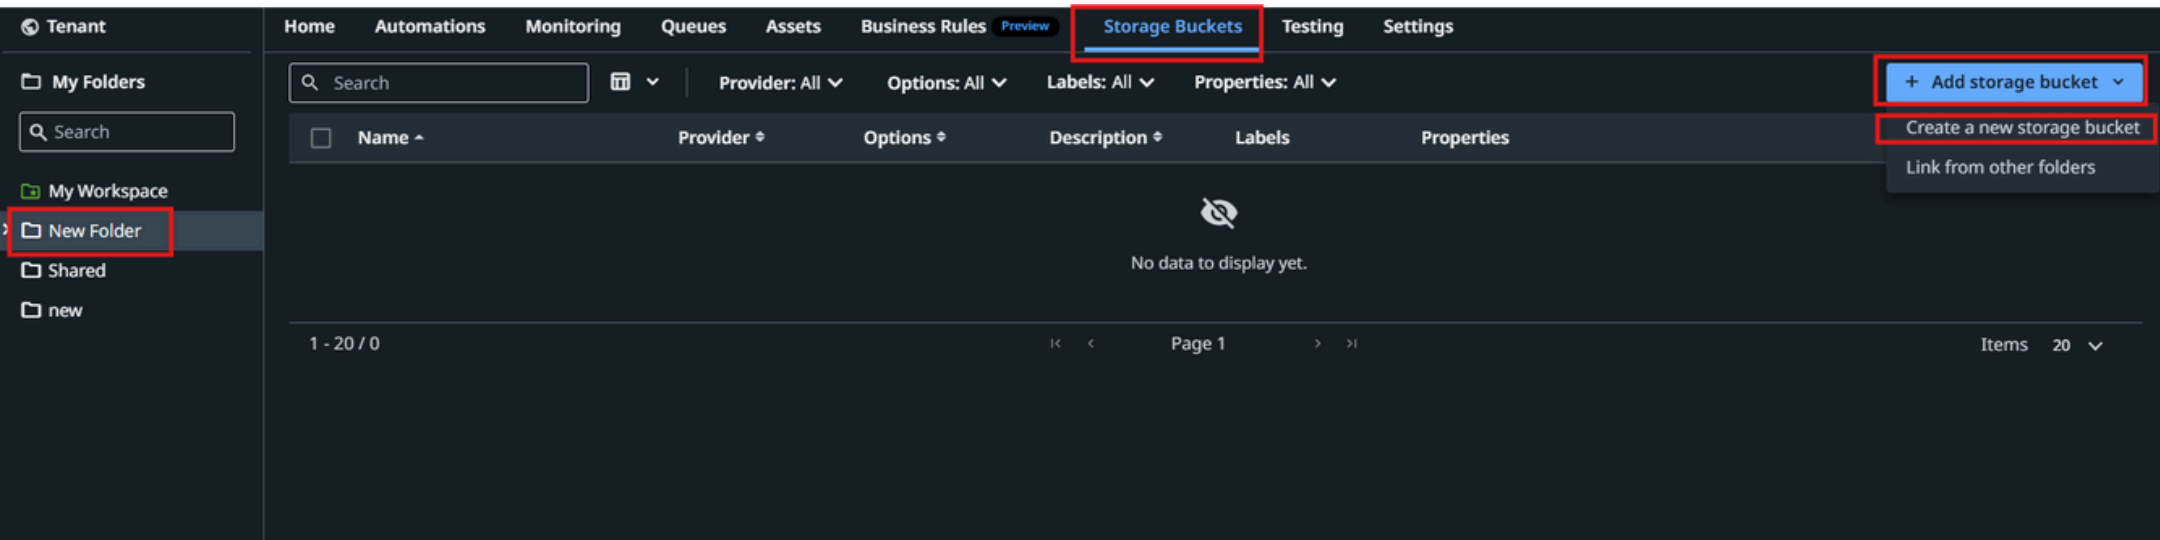 Tenant
Home Automations Monitoring Queues Assets Business Rules Preview Storage Buckets Testing Settings
My Folders
Search
Provider: All Options: All Labels: All Properties: All
+ Add storage bucket
Search
Name Provider Options Description Labels Properties
Create a new storage bucket
Link from other folders
My Workspace
New Folder
Shared
new
No data to display yet.
1 - 20 / 0
Page 1
Items 20